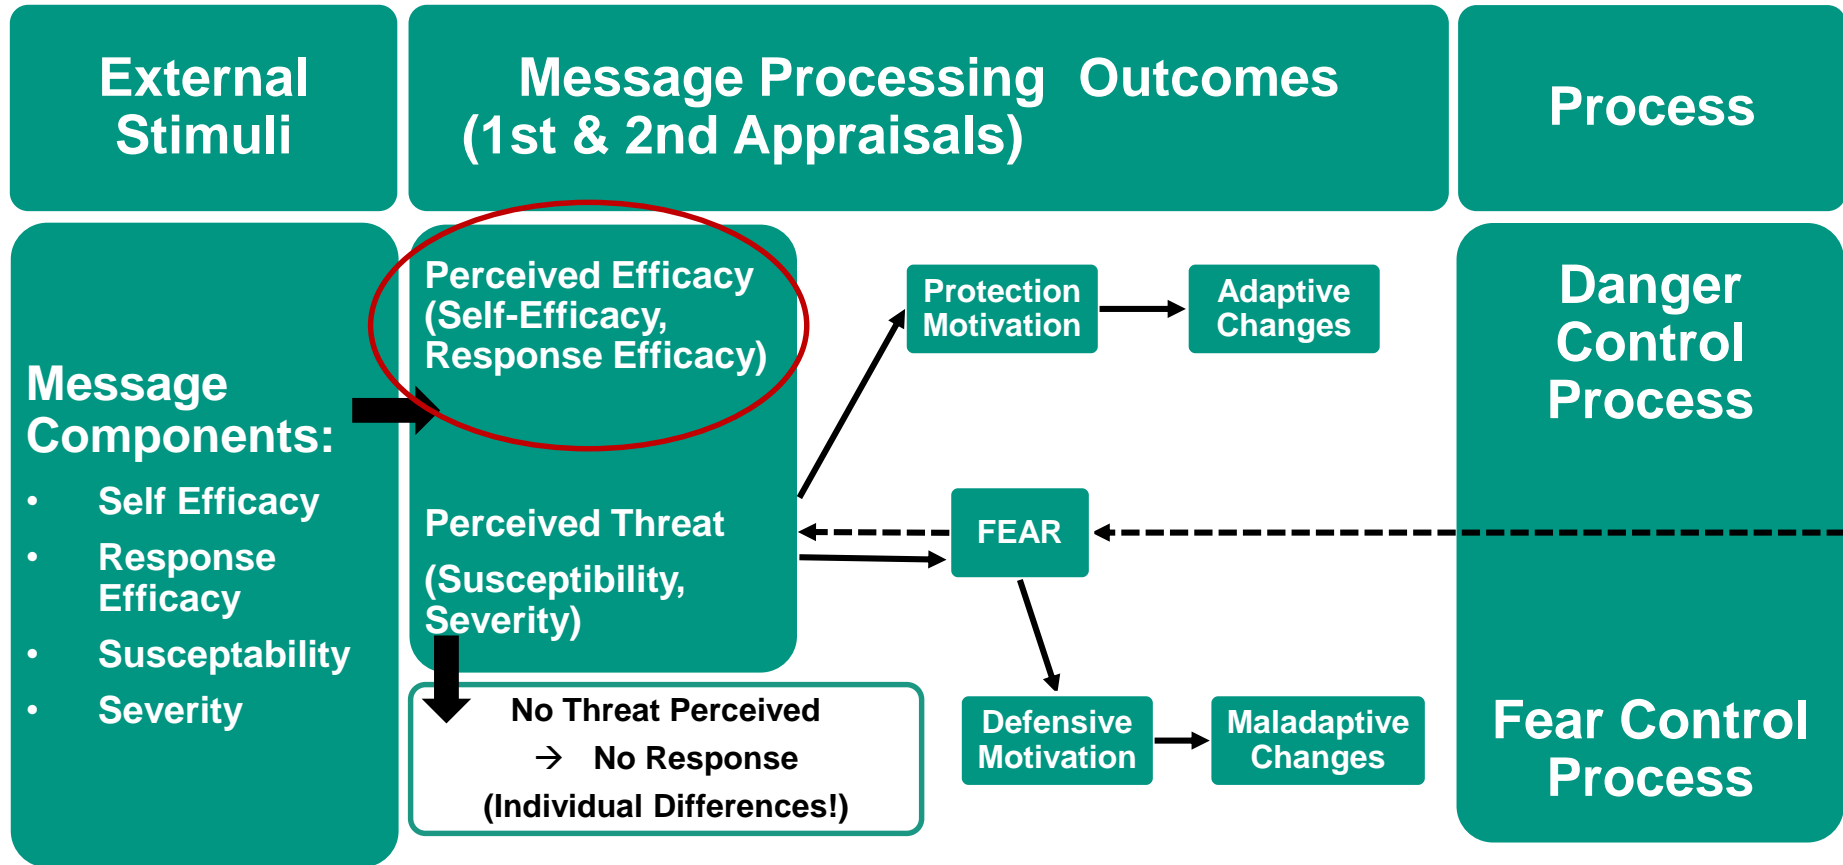 External
Stimuli
Message Processing  Outcomes
(1st & 2nd Appraisals)
Process
Message
Components:
• Self Efficacy
• Response
Efficacy
• Susceptability
• Severity
Perceived Efficacy
(Self-Efficacy,
Response Efficacy)
Perceived Threat
(Susceptibility,
Severity)
No Threat Perceived
→ No Response
(Individual Differences!)
Protection
Motivation
Adaptive
Changes
FEAR
Defensive
Motivation
Maladaptive
Changes
Danger
Control
Process
Fear Control
Process